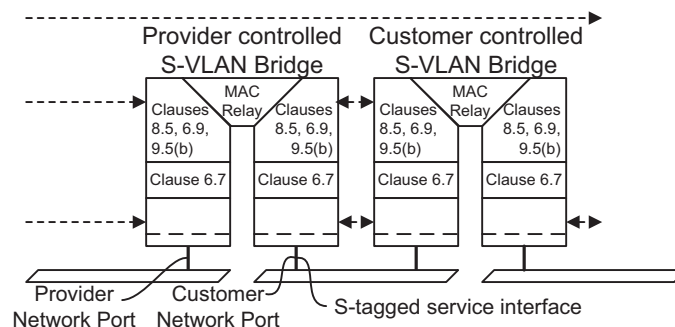 Provider controlled
S-VLAN Bridge
Customer controlled
S-VLAN Bridge
MAC
Relay
Clauses
8.5, 6.9,
9.5(b)
Clauses
8.5, 6.9,
9.5(b)
MAC
Relay
Clauses
8.5, 6.9,
9.5(b)
Clauses
8.5, 6.9,
9.5(b)
Clause 6.7
Clause 6.7
Clause 6.7
Clause 6.7
Provider
Network Port
Customer
Network Port
S-tagged service interface